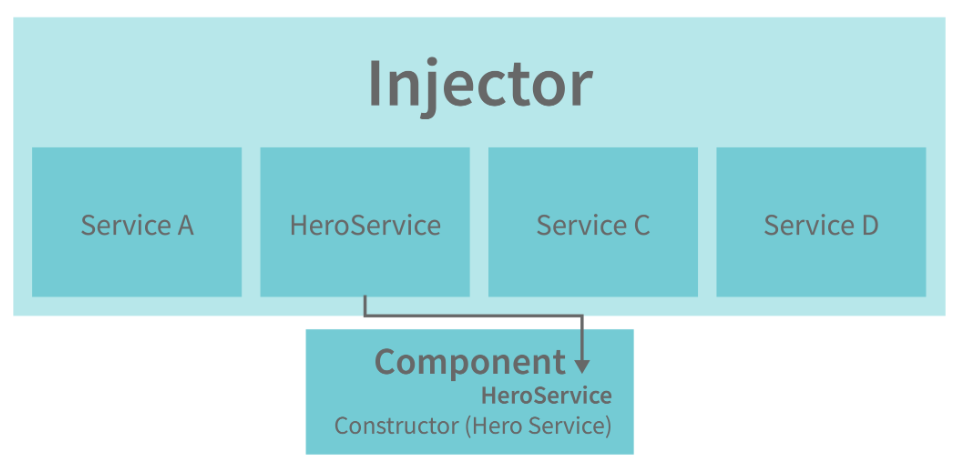 Injector
Service A
HeroService
Service C
Service D
Component
HeroService
Constructor (Hero Service)